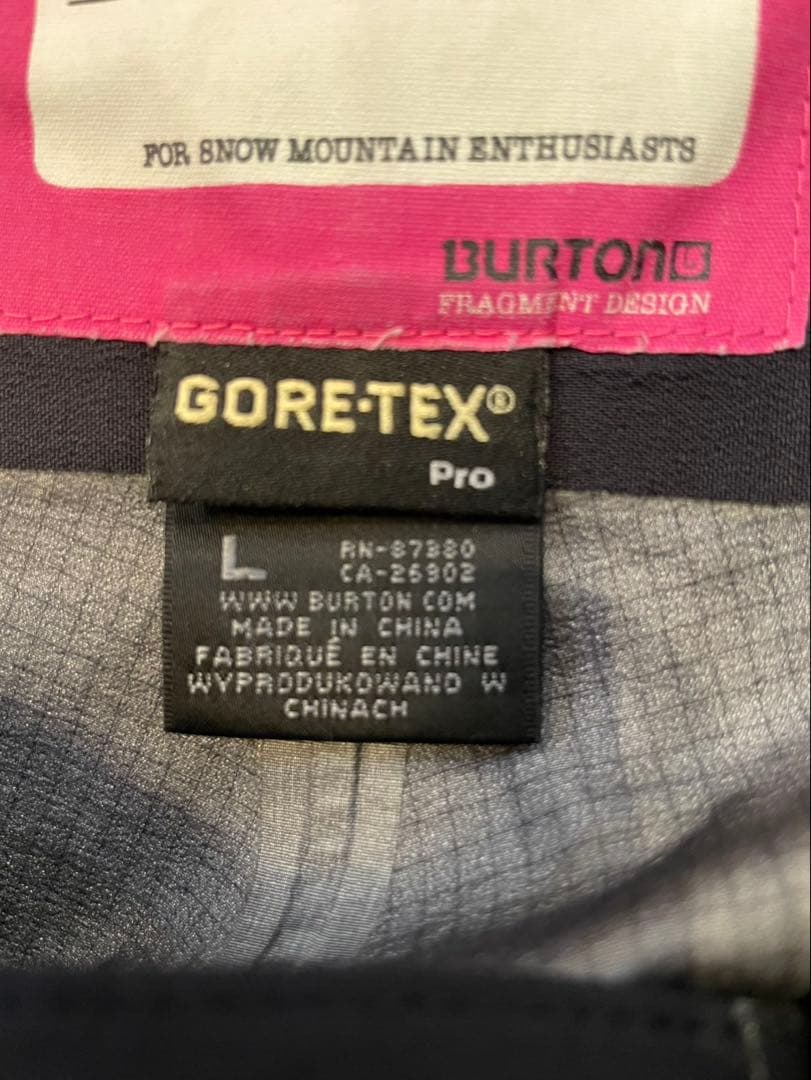 FOR SNOW MOUNTAIN ENTHUSIASTS
BURTON
FRAGMENT DESIGN
GORE-TEX®
Pro
L
RN-87380
CA-26902
WWW BURTON COM
MADE IN CHINA
FABRIQUÉ EN CHINE
WYPRODUKOWANO W
CHINACH